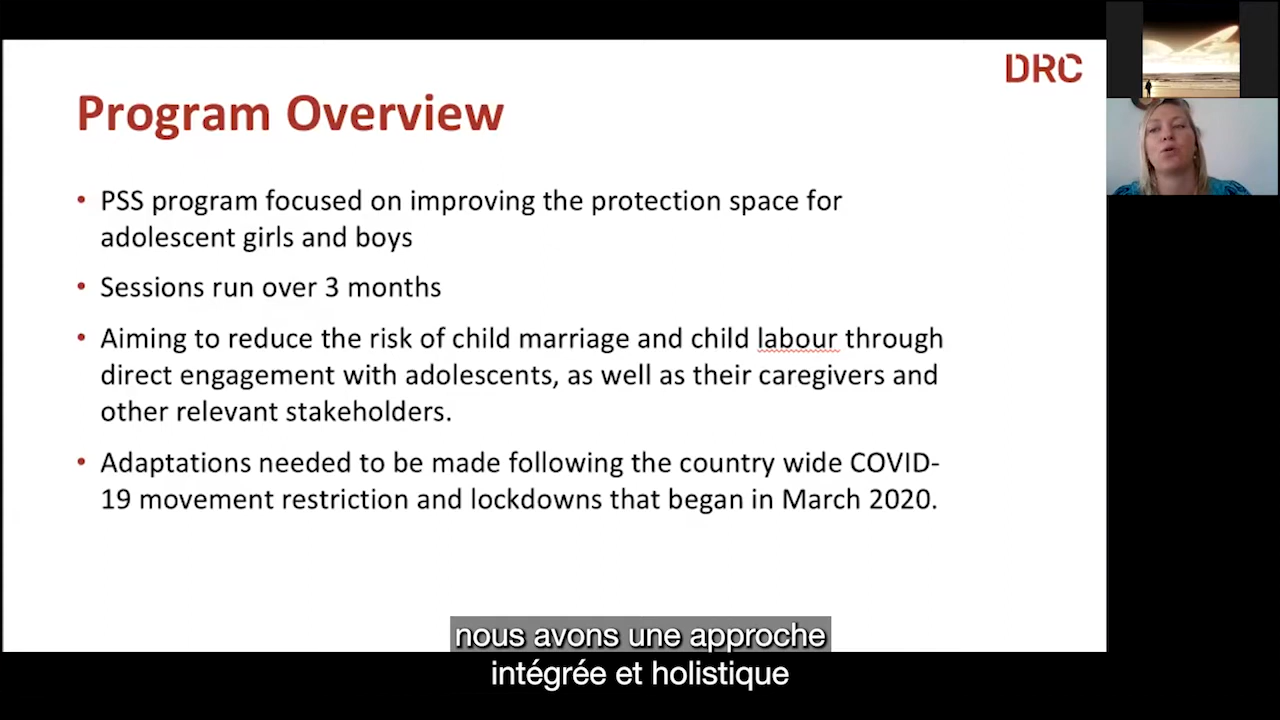 DRC
Program Overview
• PSS program focused on improving the protection space for
adolescent girls and boys
• Sessions run over 3 months
• Aiming to reduce the risk of child marriage and child labour through
direct engagement with adolescents, as well as their caregivers and
other relevant stakeholders.
• Adaptations needed to be made following the country wide COVID-
19 movement restriction and lockdowns that began in March 2020.
nous avons une approche
intégrée et holistique